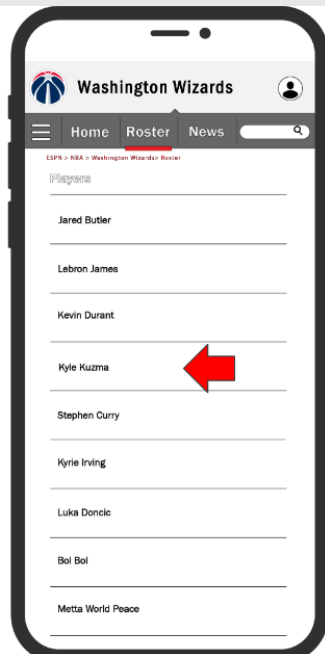 Washington Wizards
Home Roster News
ESPN > NBA > Washington Wizards> Roster
Players
Jared Butler
Lebron James
Kevin Durant
Kyle Kuzma
Stephen Curry
Kyrie Irving
Luka Doncic
Bol Bol
Metta World Peace